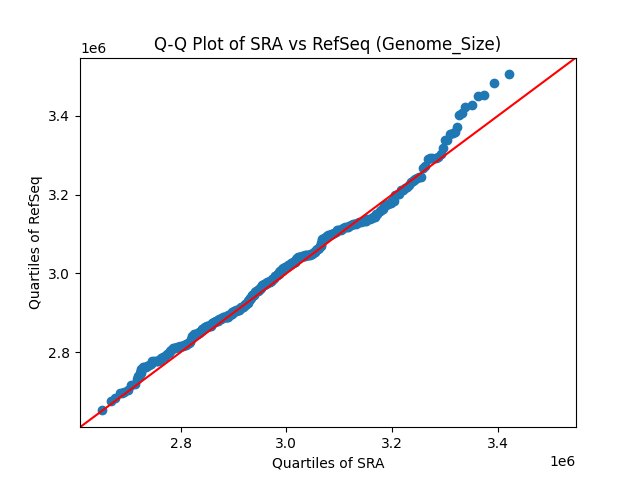 Q-Q Plot of SRA vs RefSeq (Genome_Size)
1e6
3.4
3.2
3.0
2.8
Quartiles of RefSeq
2.8 3.0 3.2 3.4
Quartiles of SRA
1e6